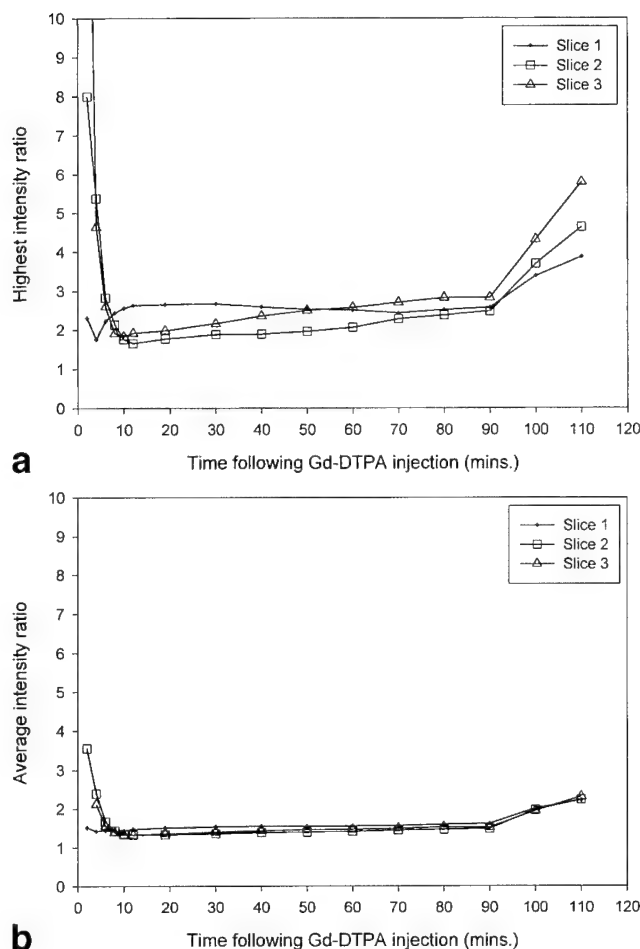 10
9
8
7
6
5
4
3
2
1
0
Highest intensity ratio
Slice 1
Slice 2
Slice 3
0 10 20 30 40 50 60 70 80 90 100 110 120
Time following Gd-DTPA injection (mins.)
a
10
9
8
7
6
5
4
3
2
1
0
Average intensity ratio
Slice 1
Slice 2
Slice 3
0 10 20 30 40 50 60 70 80 90 100 110 120
Time following Gd-DTPA injection (mins.)
b